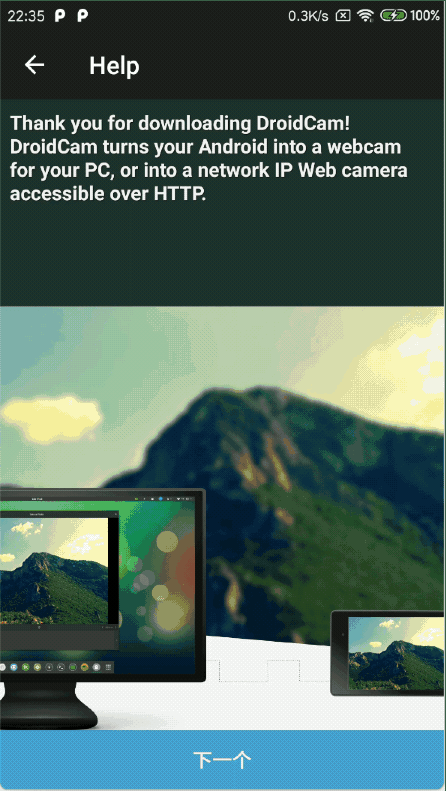 22:35 P P 0.3K/s 100%
Help
Thank you for downloading DroidCam!
DroidCam turns your Android into a webcam
for your PC, or into a network IP Web camera
accessible over HTTP.
下一个